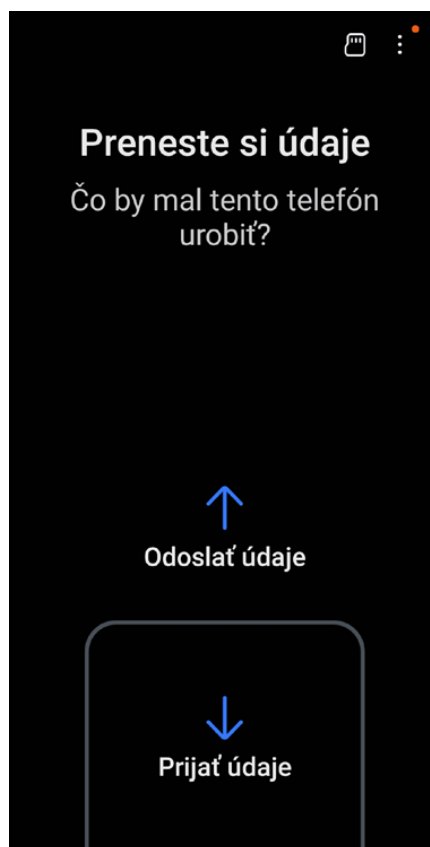 Preneste si údaje
Čo by mal tento telefón
urobiť?
Odoslať údaje
Prijať údaje